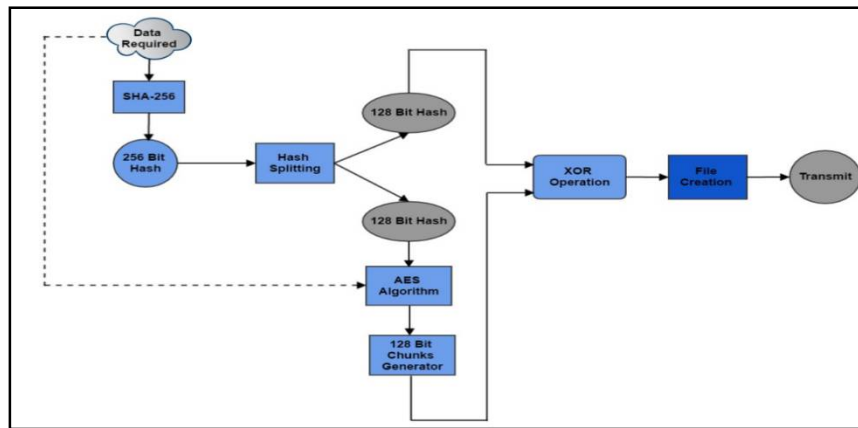 Data
Required
SHA-256
256 Bit
Hash
Hash
Splitting
128 Bit Hash
128 Bit Hash
AES
Algorithm
128 Bit
Chunks
Generator
XOR
Operation
File
Creation
Transmit